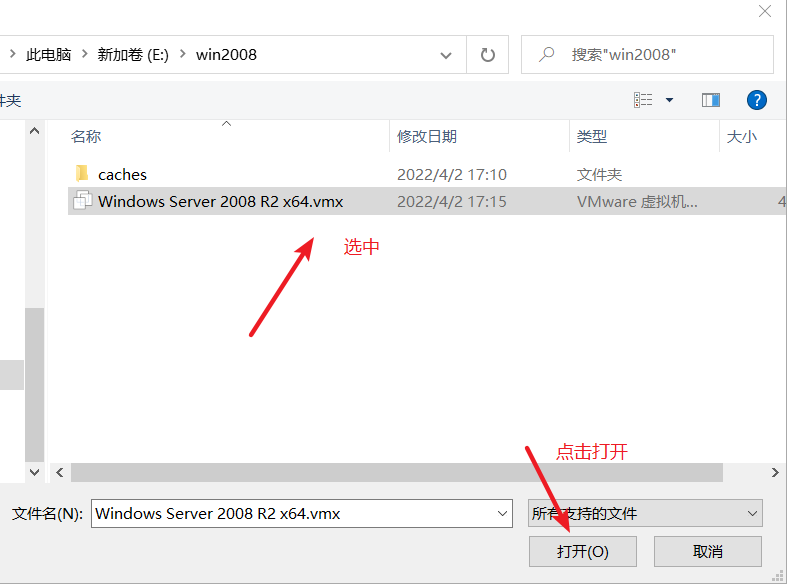 此电脑 新加卷 (E:) win2008 搜索"win2008"
件夹
名称 修改日期 类型 大小
caches 2022/4/2 17:10 文件夹
Windows Server 2008 R2 x64.vmx 2022/4/2 17:15 VMware 虚拟机... 4
选中
点击打开
文件名(N): Windows Server 2008 R2 x64.vmx 所有支持的文件
打开(O) 取消